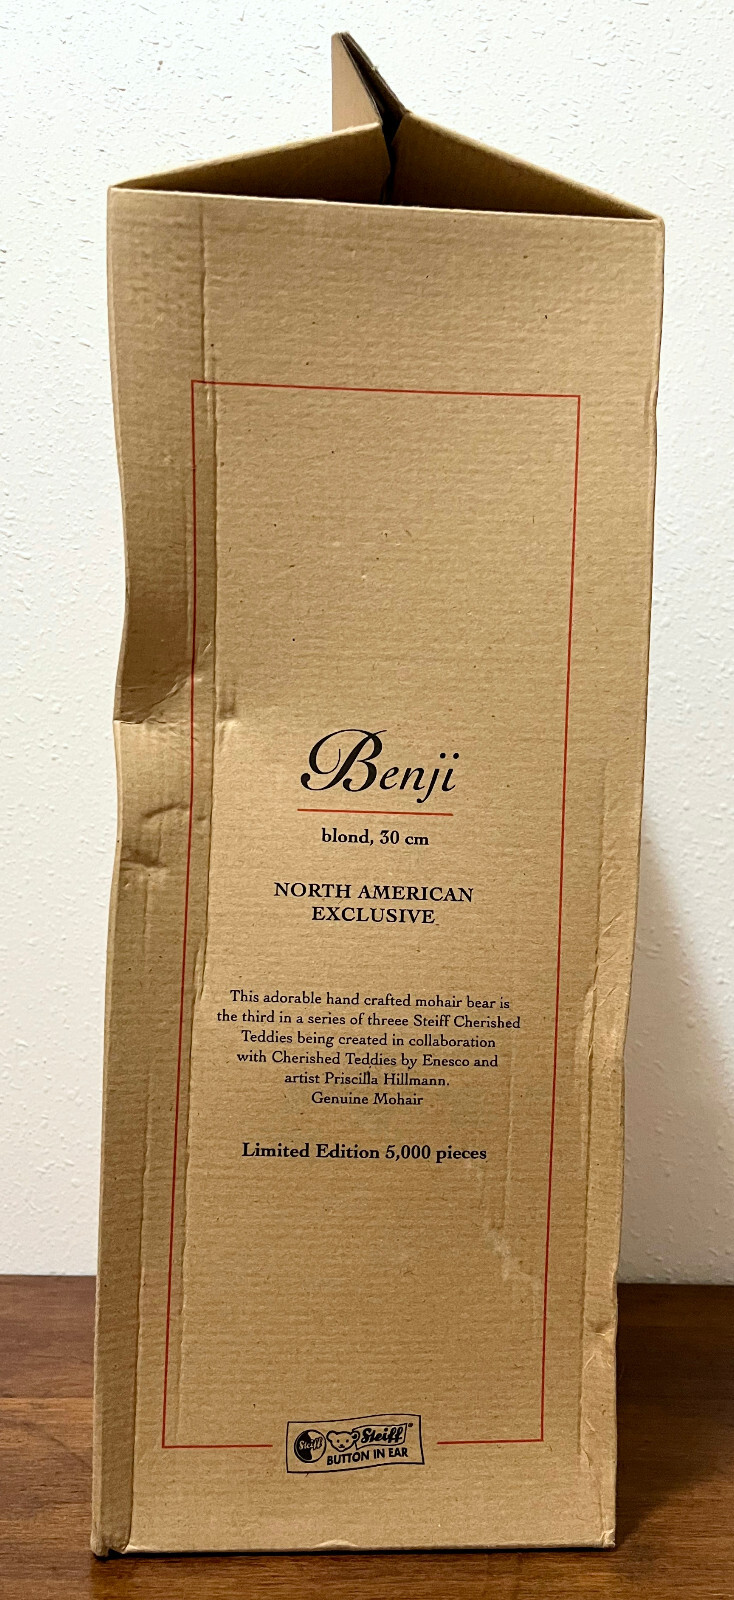 Benji
blond, 30 cm
NORTH AMERICAN
EXCLUSIVE
This adorable hand crafted mohair bear is
the third in a series of threee Steiff Cherished
Teddies being created in collaboration
with Cherished Teddies by Enesco and
artist Priscilla Hillmann.
Genuine Mohair
Limited Edition 5,000 pieces
Steiff Steiff®
BUTTON IN EAR